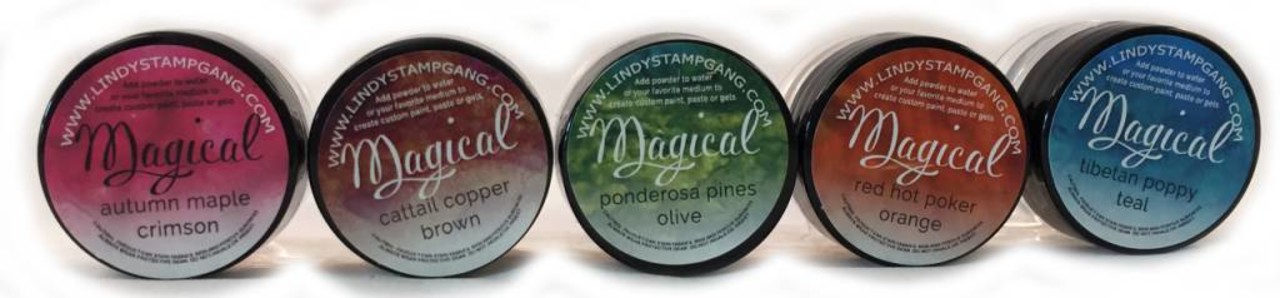 WWW.LINDYSTAMPGANG.COM
Add powder to water
or your favorite medium to
create custom paint, paste or gels.
Magical
autumn maple
crimson
WWW.LINDYSTAMPGANG.COM
Add powder to water
or your favorite medium to
create custom paint, paste or gels.
Magical
cattail copper
brown
WWW.LINDYSTAMPGANG.COM
Add powder to water
or your favorite medium to
create custom paint, paste or gels.
Magical
ponderosa pines
olive
WWW.LINDYSTAMPGANG.COM
Add powder to water
or your favorite medium to
create custom paint, paste or gels.
Magical
red hot poker
orange
WWW.LINDYSTAMPGANG.COM
Add powder to water
or your favorite medium to
create custom paint, paste or gels.
Magical
tibetan poppy
teal